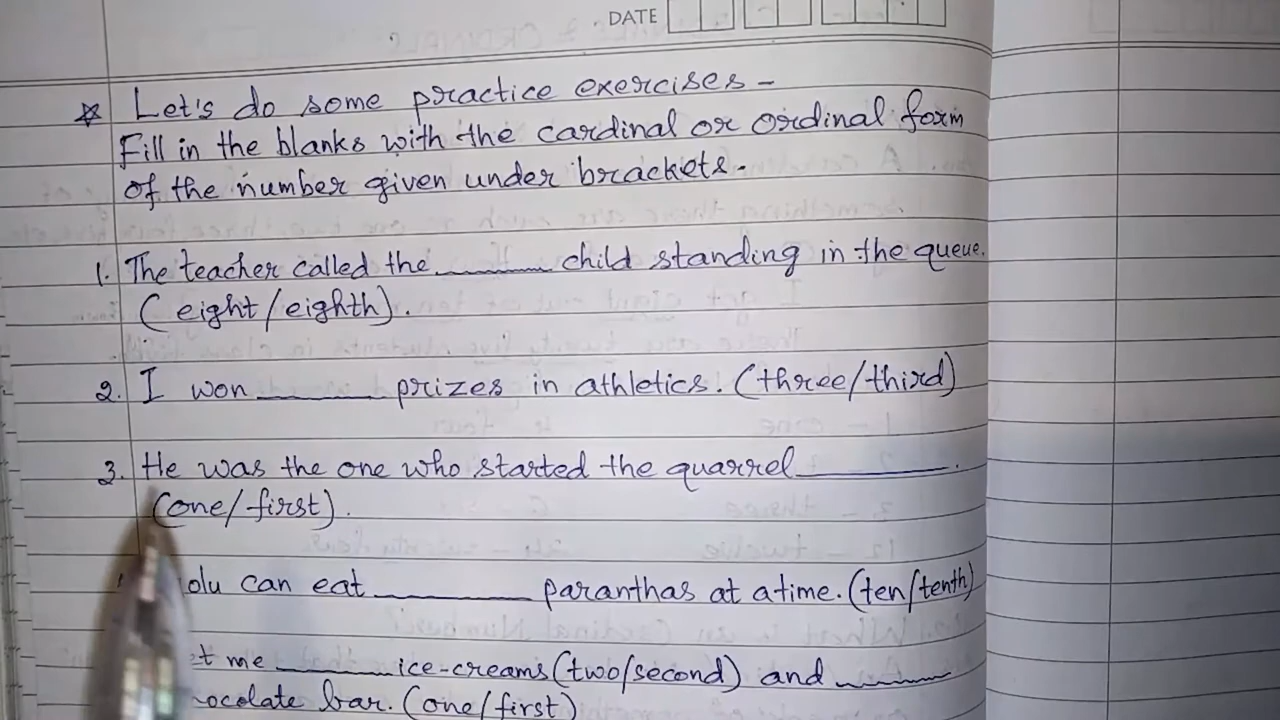 DATE
☆ Let's do some practice exercises -
Fill in the blanks with the cardinal or ordinal form
of the number given under brackets.
1. The teacher called the ______ child standing in the queue.
(eight/eighth).
2. I won ______ prizes in athletics. (three/third)
3. He was the one who started the quarrel ______.
(one/first).
olu can eat ______ paranthas at a time. (ten/tenth)
et me ______ ice-creams (two/second) and ______
ocolate bar. (one/first)